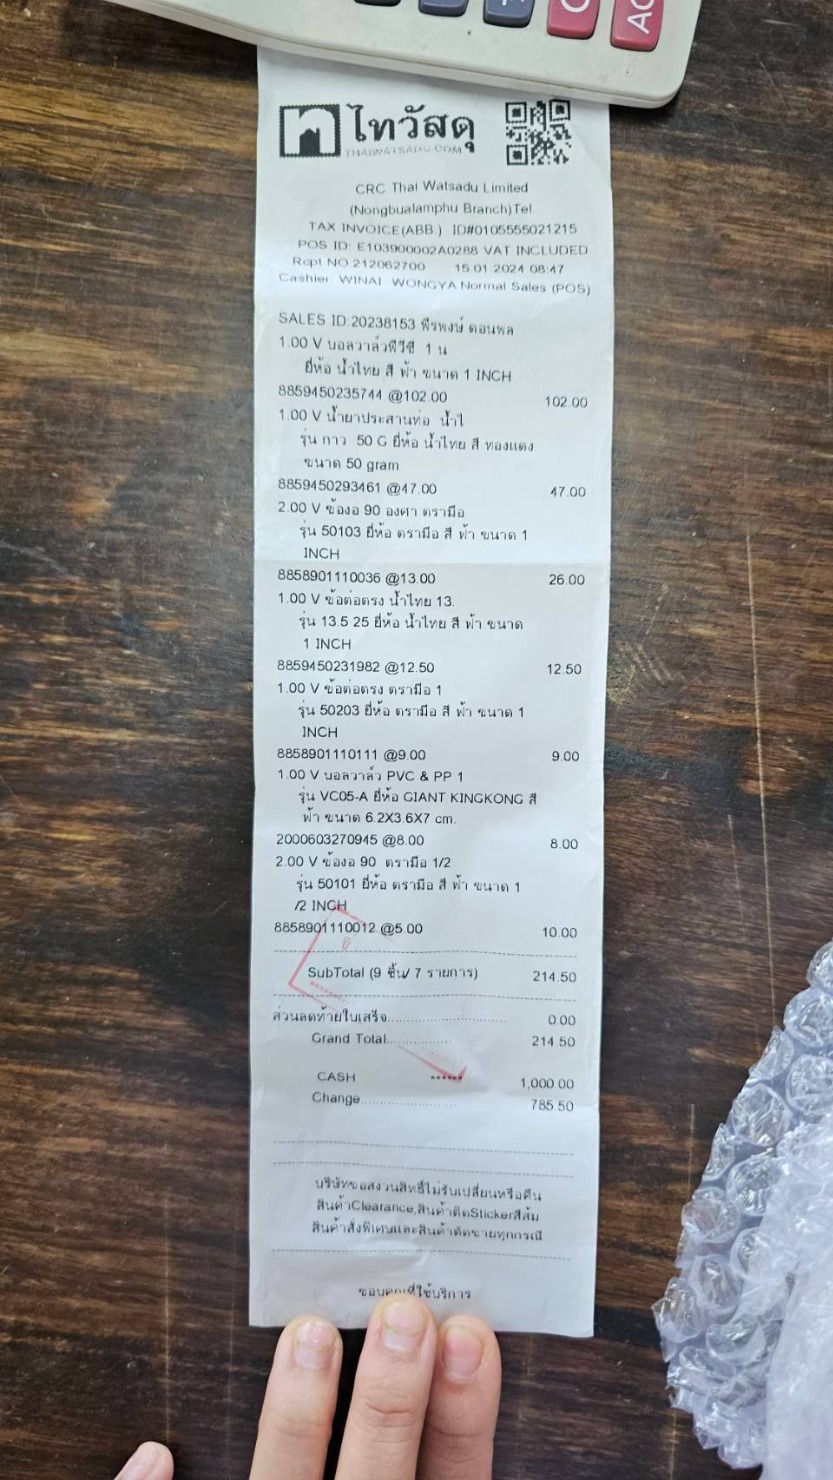 ไทวัสดุ
THAIWATSADU.COM
CRC Thai Watsadu Limited
(Nongbualamphu Branch)Tel.
TAX INVOICE(ABB.) ID#0105555021215
POS ID: E103900002A0288 VAT INCLUDED
Rcpt NO.212062700 15.01.2024 08:47
Cashier: WINAI WONGYA Normal Sales (POS)
SALES ID:20238153 พีรพงษ์ ดอนพล
1.00 V บอลวาล์วพีวีซี 1 น
ยี่ห้อ น้ำไทย สี ฟ้า ขนาด 1 INCH
8859450235744 @102.00 102.00
1.00 V น้ำยาประสานท่อ น้ำไ
รุ่น กาว 50 G ยี่ห้อ น้ำไทย สี ทองแดง
ขนาด 50 gram
8859450293461 @47.00 47.00
2.00 V ข้องอ 90 องศา ตรามือ
รุ่น 50103 ยี่ห้อ ตรามือ สี ฟ้า ขนาด 1
INCH
8858901110036 @13.00 26.00
1.00 V ข้อต่อตรง น้ำไทย 13.
รุ่น 13.5 25 ยี่ห้อ น้ำไทย สี ฟ้า ขนาด
1 INCH
8859450231982 @12.50 12.50
1.00 V ข้อต่อตรง ตรามือ 1
รุ่น 50203 ยี่ห้อ ตรามือ สี ฟ้า ขนาด 1
INCH
8858901110111 @9.00 9.00
1.00 V บอลวาล์ว PVC & PP 1
รุ่น VC05-A ยี่ห้อ GIANT KINGKONG สี
ฟ้า ขนาด 6.2X3.6X7 cm.
2000603270945 @8.00 8.00
2.00 V ข้องอ 90 ตรามือ 1/2
รุ่น 50101 ยี่ห้อ ตรามือ สี ฟ้า ขนาด 1
/2 INCH
8858901110012 @5.00 10.00
SubTotal (9 ชิ้น/ 7 รายการ) 214.50
ส่วนลดท้ายใบเสร็จ 0.00
Grand Total 214.50
CASH 1,000.00
Change 785.50
บริษัทขอสงวนสิทธิ์ไม่รับเปลี่ยนหรือคืน
สินค้าClearance,สินค้าติดStickerสีส้ม
สินค้าสั่งพิเศษและสินค้าตัดขายทุกกรณี
ขอบคุณที่ใช้บริการ
AC